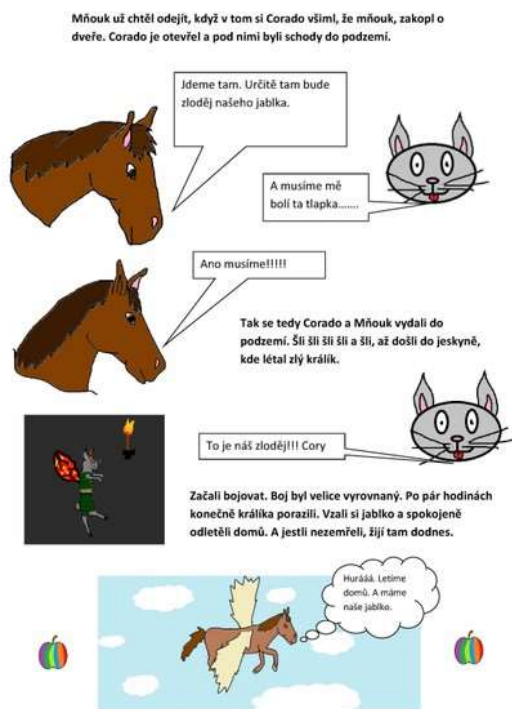 Mňouk už chtěl odejít, když v tom si Corado všiml, že mňouk, zakopl o
dveře. Corado je otevřel a pod nimi byli schody do podzemí.
Jdeme tam. Určitě tam bude
zloděj našeho jablka.
A musíme mě
bolí ta tlapka.......
Ano musíme!!!!!
Tak se tedy Corado a Mňouk vydali do
podzemí. Šli šli šli šli a šli, až došli do jeskyně,
kde létal zlý králík.
To je náš zloděj!!! Cory
Začali bojovat. Boj byl velice vyrovnaný. Po pár hodinách
konečně králíka porazili. Vzali si jablko a spokojeně
odletěli domů. A jestli nezemřeli, žijí tam dodnes.
Hurááá. Letíme
domů. A máme
naše jablko.